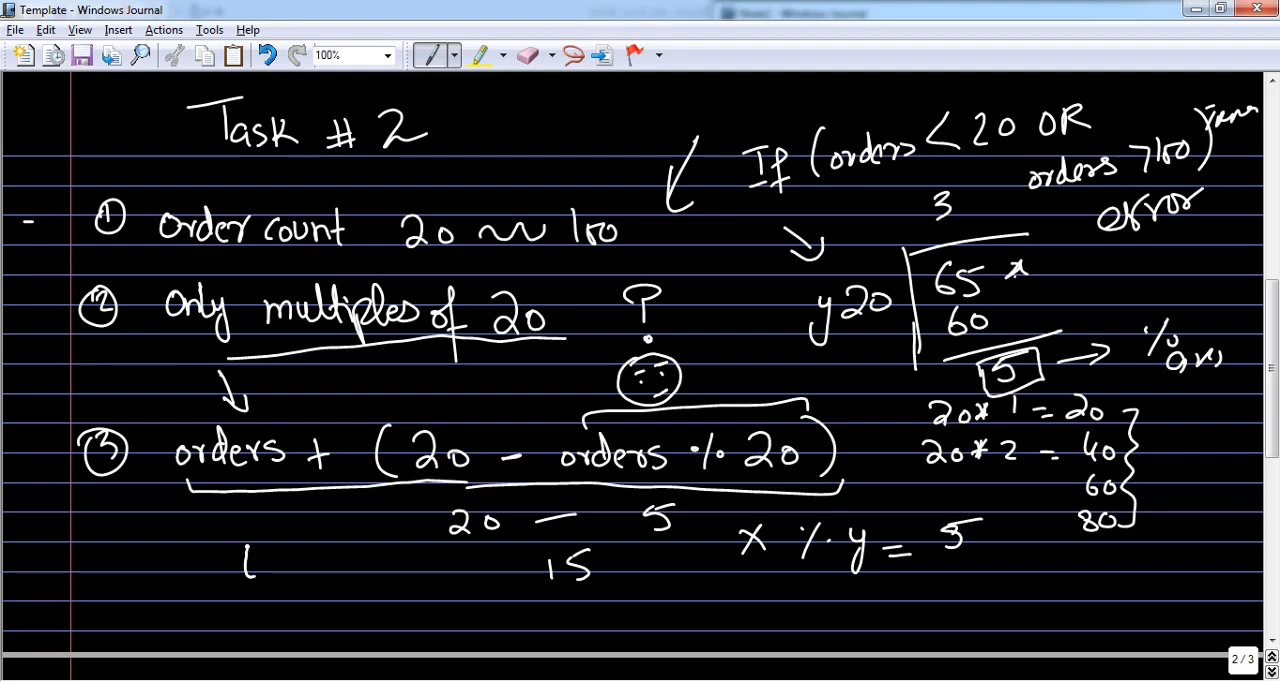 Template - Windows Journal
File Edit View Insert Actions Tools Help
100%
Task # 2
If (orders < 20 OR
orders >100)
error
① order count 20 ~~ 100
② only multiples of 20 ?
3
y20 65 x
60
5 → %
20* 1 = 20
20* 2 = 40
60
80
③ orders + (20 - orders % 20)
20 - 5
x % y = 5
15
2 / 3